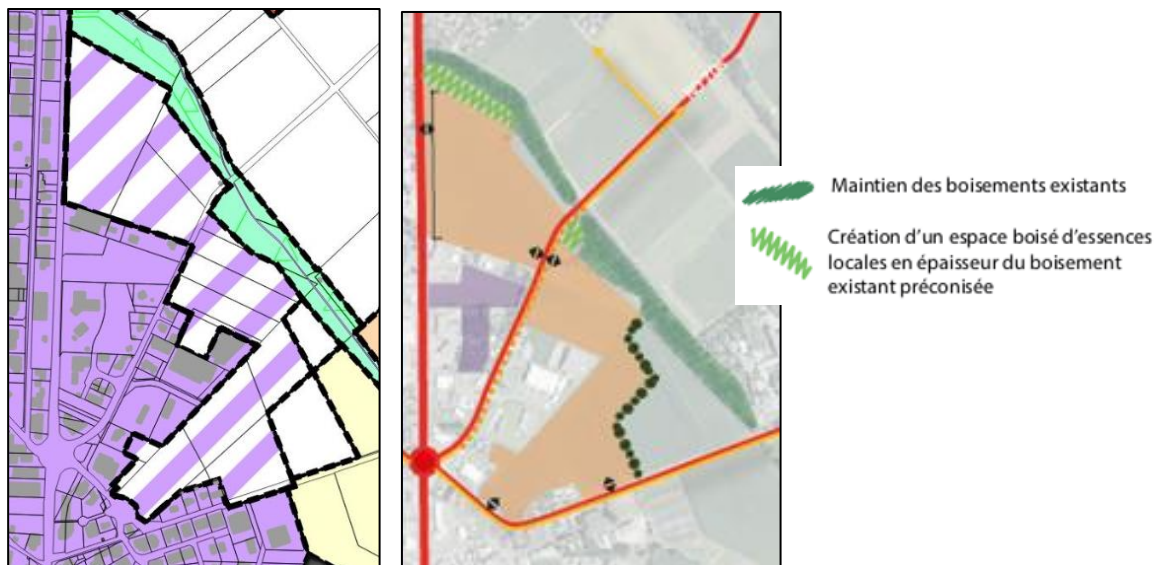 Maintien des boisements existants
Création d'un espace boisé d'essences
locales en épaisseur du boisement
existant préconisée